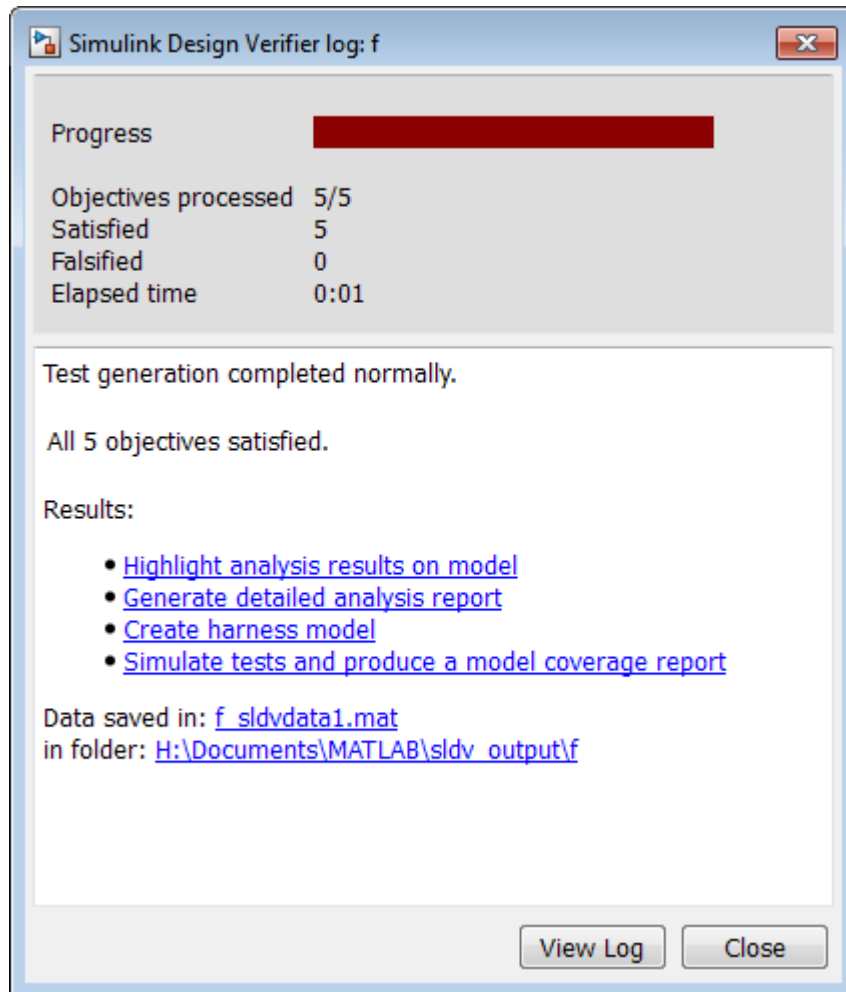 Simulink Design Verifier log: f
Progress
Objectives processed 5/5
Satisfied 5
Falsified 0
Elapsed time 0:01
Test generation completed normally.
All 5 objectives satisfied.
Results:
• Highlight analysis results on model
• Generate detailed analysis report
• Create harness model
• Simulate tests and produce a model coverage report
Data saved in: f_sldvdata1.mat
in folder: H:\Documents\MATLAB\sldv_output\f
View Log Close